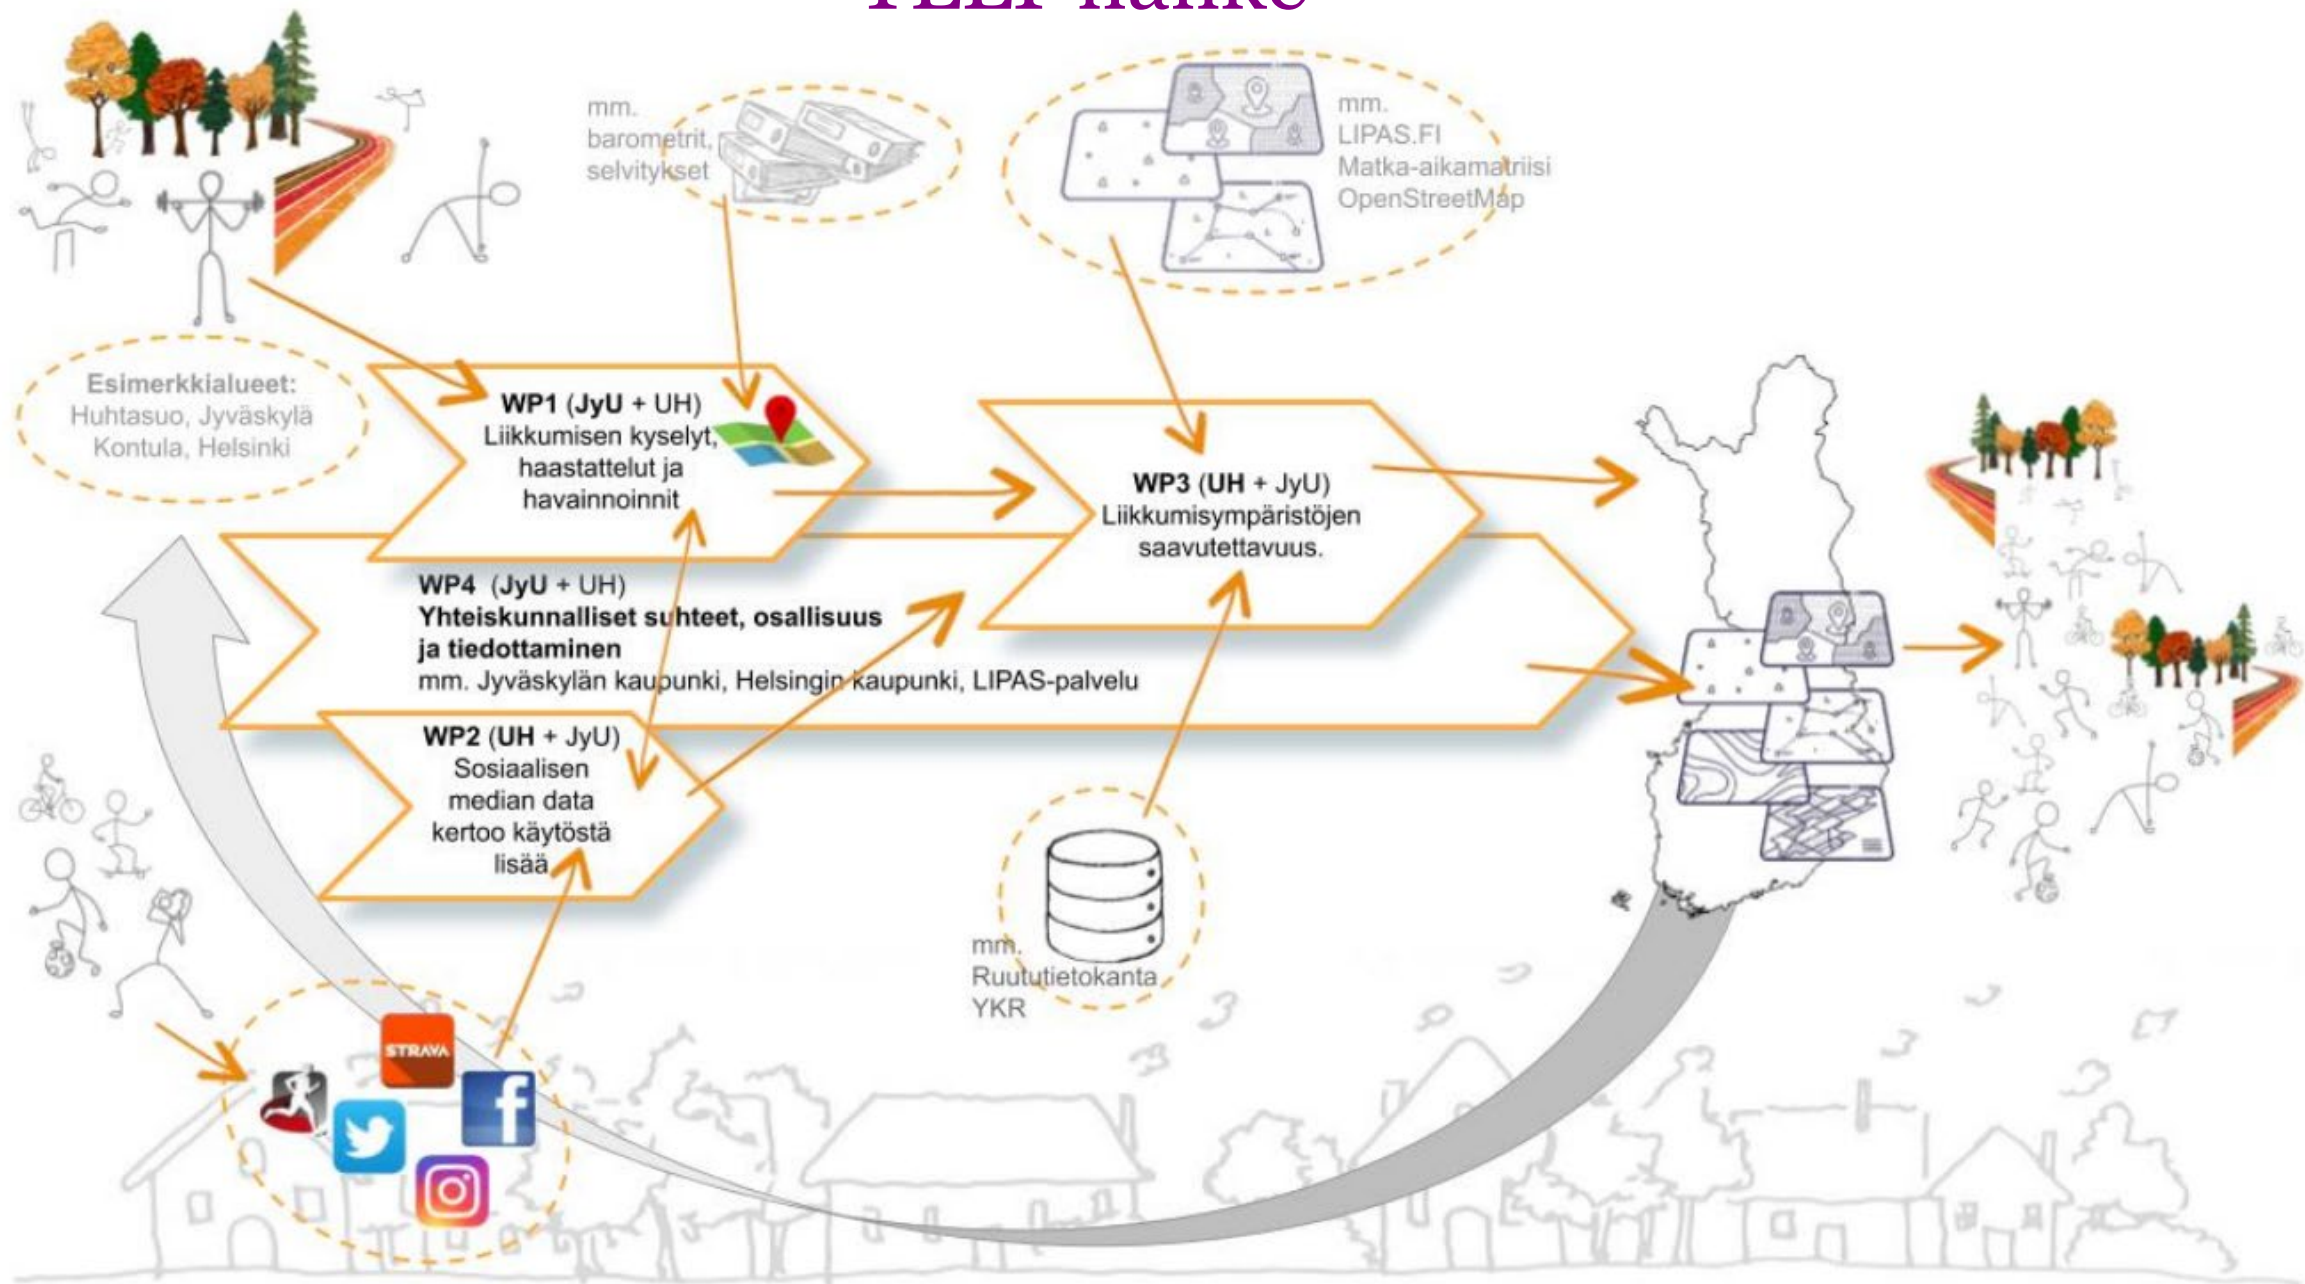 hanke
mm.
barometrit,
selvitykset
mm.
LIPAS.FI
Matka-aikamatriisi
OpenStreetMap
Esimerkkialueet:
Huhtasuo, Jyväskylä
Kontula, Helsinki
WP1 (JyU + UH)
Liikkumisen kyselyt,
haastattelut ja
havainnoinnit
WP3 (UH + JyU)
Liikkumisympäristöjen
saavutettavuus.
WP4 (JyU + UH)
Yhteiskunnalliset suhteet, osallisuus
ja tiedottaminen
mm. Jyväskylän kaupunki, Helsingin kaupunki, LIPAS-palvelu
WP2 (UH + JyU)
Sosiaalisen
median data
kertoo käytöstä
lisää
mm.
Ruututietokanta
YKR
STRAVA